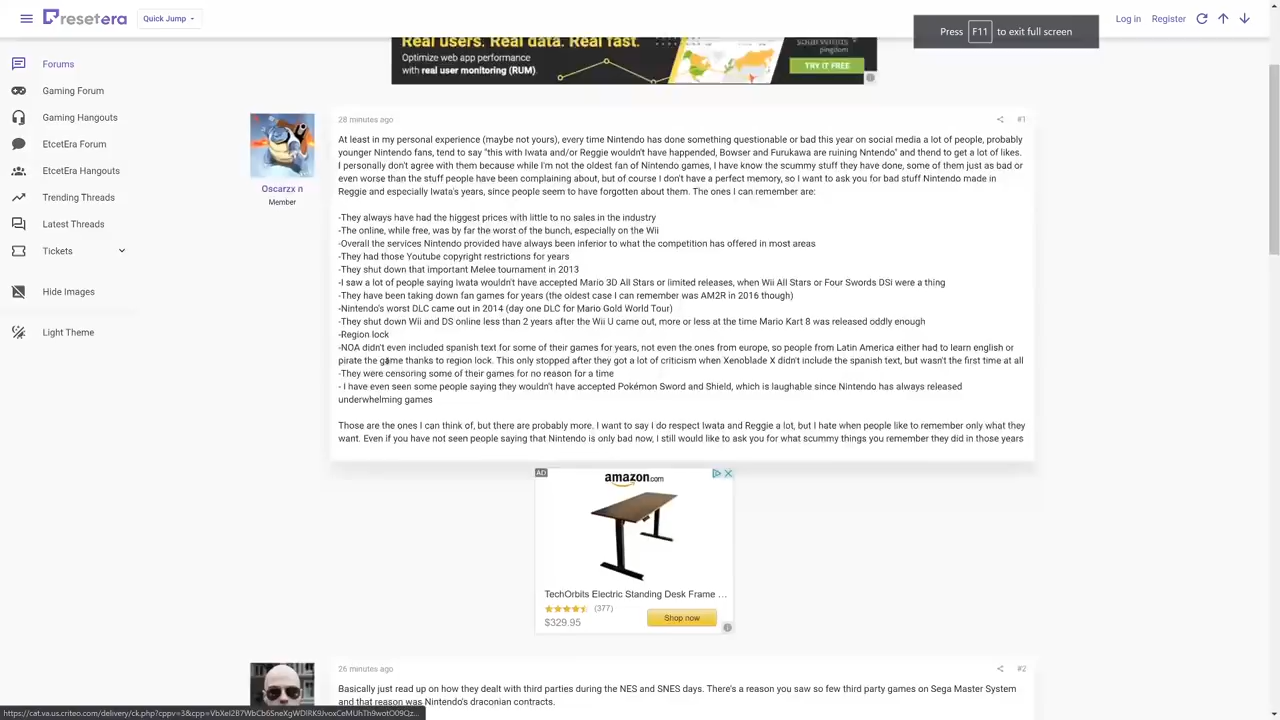 resetera
Quick Jump
Press F11 to exit full screen
Log in
Register
Forums
Gaming Forum
Gaming Hangouts
EtcetEra Forum
EtcetEra Hangouts
Trending Threads
Latest Threads
Tickets
Hide Images
Light Theme
Real users. Real data. Real fast.
Optimize web app performance
with real user monitoring (RUM).
pingdom
TRY IT FREE
28 minutes ago
#1
Oscarzx n
Member
At least in my personal experience (maybe not yours), every time Nintendo has done something questionable or bad this year on social media a lot of people, probably
younger Nintendo fans, tend to say "this with Iwata and/or Reggie wouldn't have happended, Bowser and Furukawa are ruining Nntendo" and thend to get a lot of likes.
I personally don't agree with them because while I'm not the oldest fan of Nintendo games, I have know the scummy stuff they have done, some of them just as bad or
even worse than the stuff people have been complaining about, but of course I don't have a perfect memory, so I want to ask you for bad stuff Nintendo made in
Reggie and especially Iwata's years, since people seem to have forgotten about them. The ones I can remember are:
-They always have had the biggest prices with little to no sales in the industry
-The online, while free, was by far the worst of the bunch, especially on the Wii
-Overall the services Nintendo provided have always been inferior to what the competition has offered in most areas
-They had those Youtube copyright restrictions for years
-They shut down that important Melee tournament in 2013
-I saw a lot of people saying Iwata wouldn't have accepted Mario 3D All Stars or limited releases, when Wii All Stars or Four Swords DSi were a thing
-They have been taking down fan games for years (the oldest case I can remember was AM2R in 2016 though)
-Nintendo's worst DLC came out in 2014 (day one DLC for Mario Gold World Tour)
-They shut down Wii and DS online less than 2 years after the Wii U came out, more or less at the time Mario Kart 8 was released oddly enough
-Region lock
-NOA didn't even included spanish text for some of their games for years, not even the ones from europe, so people from Latin America either had to learn english or
pirate the game thanks to region lock. This only stopped after they got a lot of criticism when Xenoblade X didn't include the spanish text, but wasn't the first time at all
-They were censoring some of their games for no reason for a time
- I have even seen some people saying they wouldn't have accepted Pokémon Sword and Shield, which is laughable since Nintendo has always released
underwhelming games
Those are the ones I can think of, but there are probably more. I want to say I do respect Iwata and Reggie a lot, but I hate when people like to remember only what they
want. Even if you have not seen people saying that Nintendo is only bad now, I still would like to ask you for what scummy things you remember they did in those years
AD
amazon.com
TechOrbits Electric Standing Desk Frame ...
(377)
$329.95
Shop now
26 minutes ago
#2
Basically just read up on how they dealt with third parties during the NES and SNES days. There's a reason you saw so few third party games on Sega Master System
and that reason was Nintendo's draconian contracts.